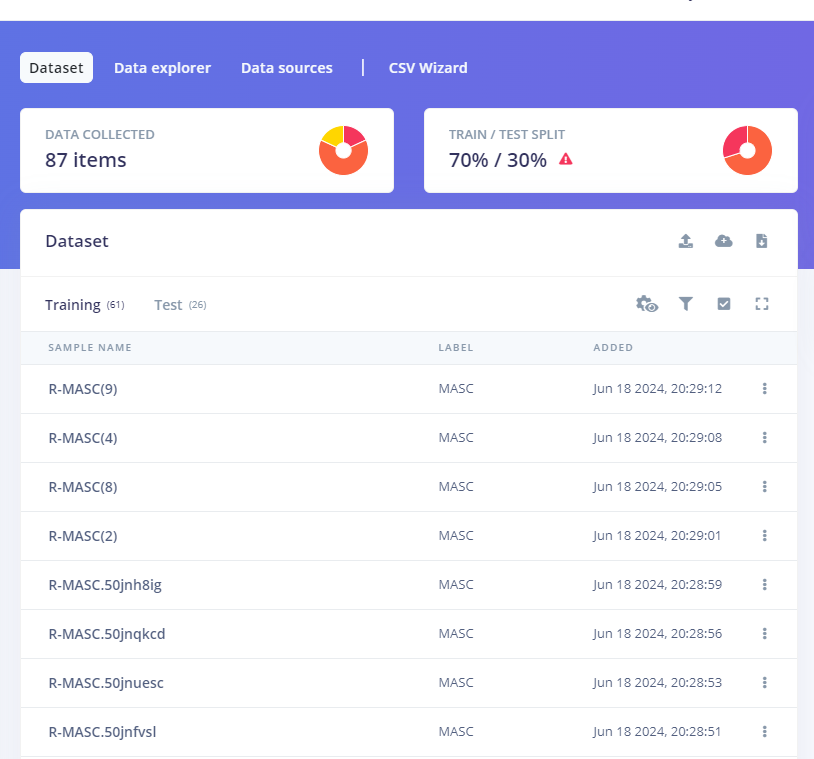 Dataset Data explorer Data sources | CSV Wizard
DATA COLLECTED
87 items
TRAIN / TEST SPLIT
70% / 30%
Dataset
Training (61) Test (26)
SAMPLE NAME LABEL ADDED
R-MASC(9) MASC Jun 18 2024, 20:29:12
R-MASC(4) MASC Jun 18 2024, 20:29:08
R-MASC(8) MASC Jun 18 2024, 20:29:05
R-MASC(2) MASC Jun 18 2024, 20:29:01
R-MASC.50jnh8ig MASC Jun 18 2024, 20:28:59
R-MASC.50jnqkcd MASC Jun 18 2024, 20:28:56
R-MASC.50jnuesc MASC Jun 18 2024, 20:28:53
R-MASC.50jnfvsl MASC Jun 18 2024, 20:28:51